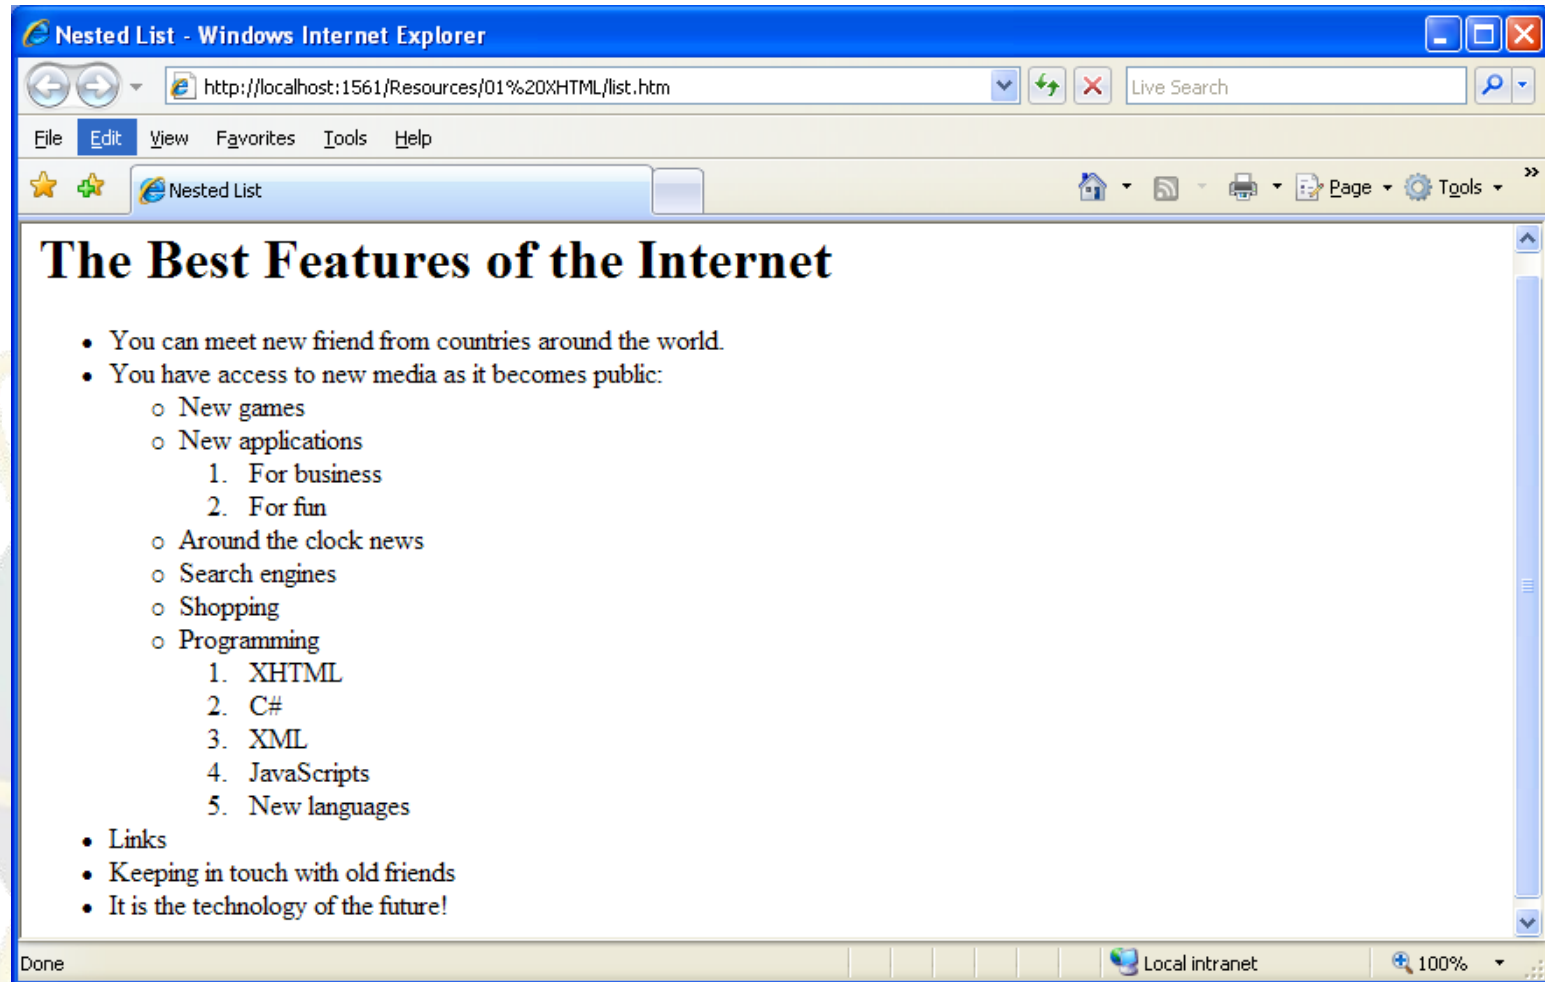 Nested List - Windows Internet Explorer
http://localhost:1561/Resources/01%20XHTML/list.htm
Live Search
File Edit View Favorites Tools Help
Nested List
Page Tools »
The Best Features of the Internet
• You can meet new friend from countries around the world.
• You have access to new media as it becomes public:
○ New games
○ New applications
1. For business
2. For fun
○ Around the clock news
○ Search engines
○ Shopping
○ Programming
1. XHTML
2. C#
3. XML
4. JavaScripts
5. New languages
• Links
• Keeping in touch with old friends
• It is the technology of the future!
Done Local intranet 100%